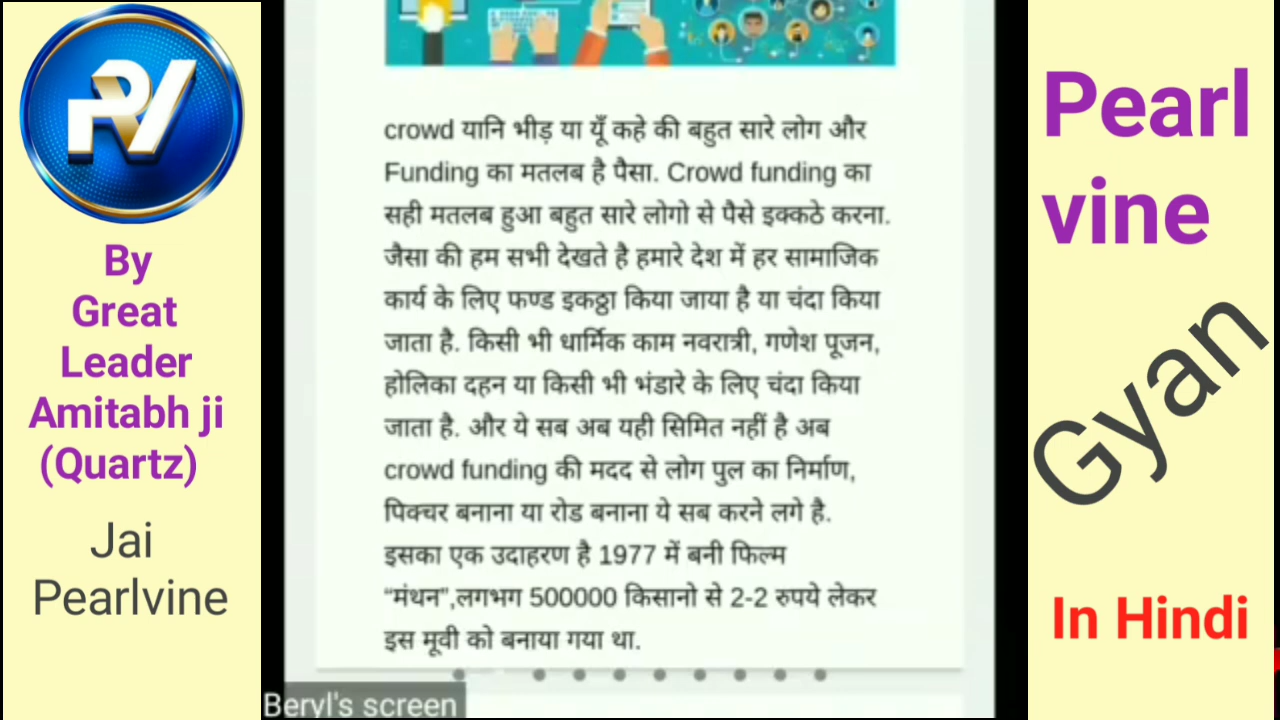 PV
By
Great
Leader
Amitabh ji
(Quartz)
Jai
Pearlvine
crowd यानि भीड़ या यूँ कहे की बहुत सारे लोग और
Funding का मतलब है पैसा. Crowd funding का
सही मतलब हुआ बहुत सारे लोगो से पैसे इक्कठे करना.
जैसा की हम सभी देखते है हमारे देश में हर सामाजिक
कार्य के लिए फण्ड इकठ्ठा किया जाया है या चंदा किया
जाता है. किसी भी धार्मिक काम नवरात्री, गणेश पूजन,
होलिका दहन या किसी भी भंडारे के लिए चंदा किया
जाता है. और ये सब अब यही सिमित नहीं है अब
crowd funding की मदद से लोग पुल का निर्माण,
पिक्चर बनाना या रोड बनाना ये सब करने लगे है.
इसका एक उदाहरण है 1977 में बनी फिल्म
“मंथन”,लगभग 500000 किसानो से 2-2 रुपये लेकर
इस मूवी को बनाया गया था.
Beryl's screen
Pearl
vine
Gyan
In Hindi